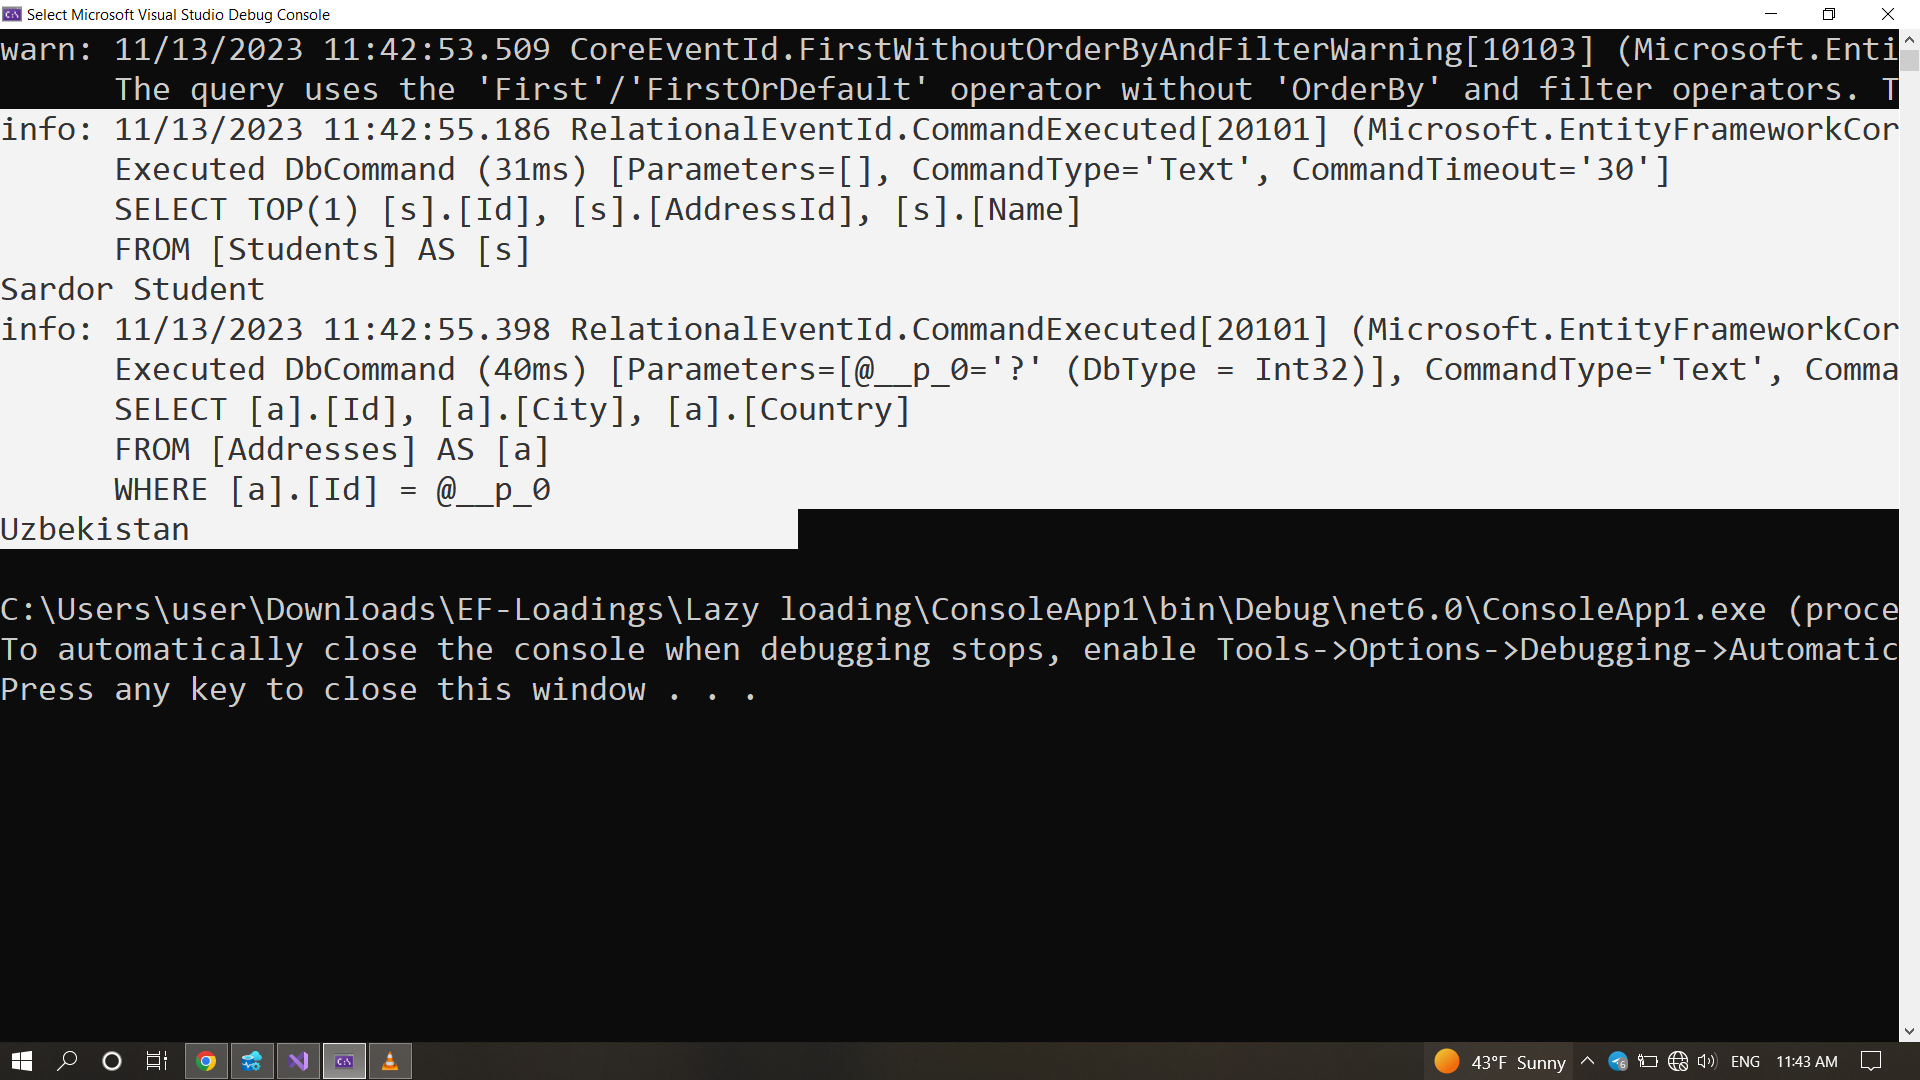 Select Microsoft Visual Studio Debug Console
warn: 11/13/2023 11:42:53.509 CoreEventId.FirstWithoutOrderByAndFilterWarning[10103] (Microsoft.Enti
The query uses the 'First'/'FirstOrDefault' operator without 'OrderBy' and filter operators. T
info: 11/13/2023 11:42:55.186 RelationalEventId.CommandExecuted[20101] (Microsoft.EntityFrameworkCor
Executed DbCommand (31ms) [Parameters=[], CommandType='Text', CommandTimeout='30']
SELECT TOP(1) [s].[Id], [s].[AddressId], [s].[Name]
FROM [Students] AS [s]
Sardor Student
info: 11/13/2023 11:42:55.398 RelationalEventId.CommandExecuted[20101] (Microsoft.EntityFrameworkCor
Executed DbCommand (40ms) [Parameters=[@__p_0='?' (DbType = Int32)], CommandType='Text', Comma
SELECT [a].[Id], [a].[City], [a].[Country]
FROM [Addresses] AS [a]
WHERE [a].[Id] = @__p_0
Uzbekistan
C:\Users\user\Downloads\EF-Loadings\Lazy loading\ConsoleApp1\bin\Debug\net6.0\ConsoleApp1.exe (proce
To automatically close the console when debugging stops, enable Tools->Options->Debugging->Automatic
Press any key to close this window . . .
43°F Sunny ENG 11:43 AM